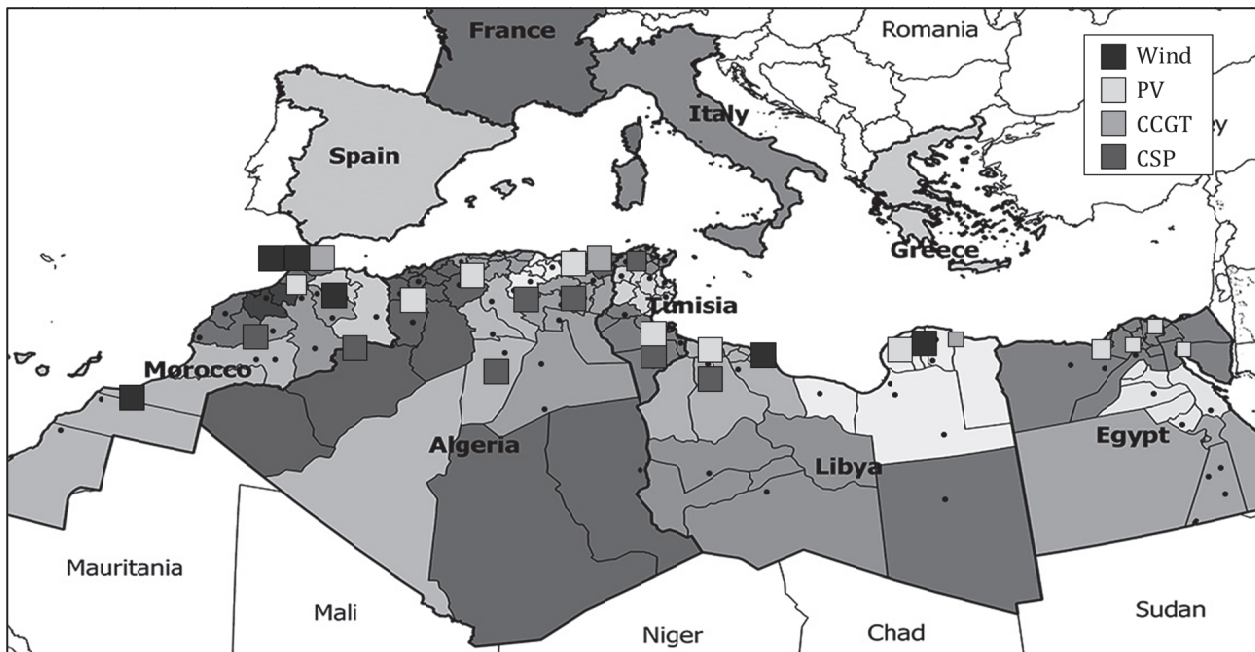 France
Romania
Wind
PV
CCGT
CSP
Italy
ey
Spain
Greece
Tunisia
Morocco
Algeria
Libya
Egypt
Mauritania
Mali
Niger
Chad
Sudan